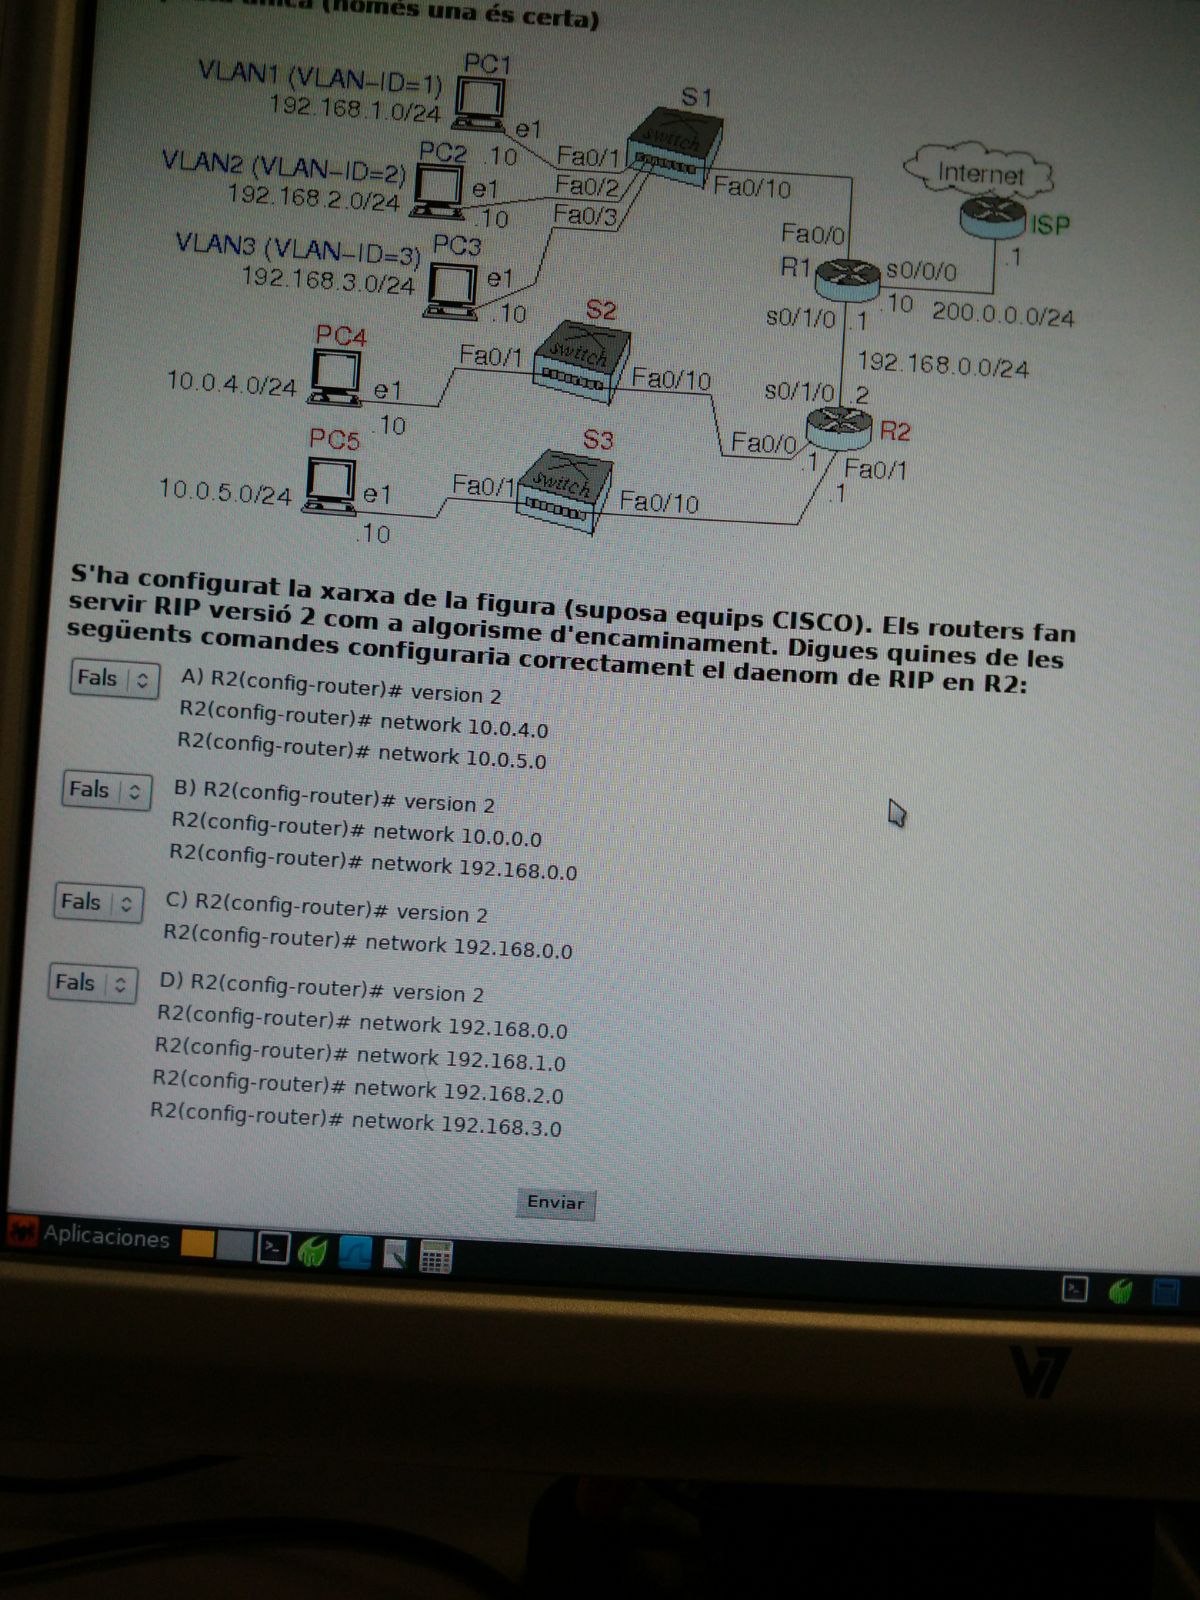 única (només una és certa)
PC1
VLAN1 (VLAN-ID=1)
192.168.1.0/24
e1
.10
S1
switch
Fa0/1
Fa0/2
Fa0/3
Fa0/10
PC2
VLAN2 (VLAN-ID=2)
192.168.2.0/24
e1
.10
PC3
VLAN3 (VLAN-ID=3)
192.168.3.0/24
e1
.10
Internet
ISP
.1
Fa0/0
R1
s0/0/0
.10
200.0.0.0/24
s0/1/0
.1
192.168.0.0/24
s0/1/0
.2
R2
Fa0/0
.1
Fa0/1
.1
S2
switch
PC4
10.0.4.0/24
e1
.10
Fa0/1
Fa0/10
S3
switch
PC5
10.0.5.0/24
e1
.10
Fa0/1
Fa0/10
S'ha configurat la xarxa de la figura (suposa equips CISCO). Els routers fan
servir RIP versió 2 com a algorisme d'encaminament. Digues quines de les
següents comandes configuraria correctament el daenom de RIP en R2:
Fals
A) R2(config-router)# version 2
R2(config-router)# network 10.0.4.0
R2(config-router)# network 10.0.5.0
Fals
B) R2(config-router)# version 2
R2(config-router)# network 10.0.0.0
R2(config-router)# network 192.168.0.0
Fals
C) R2(config-router)# version 2
R2(config-router)# network 192.168.0.0
Fals
D) R2(config-router)# version 2
R2(config-router)# network 192.168.0.0
R2(config-router)# network 192.168.1.0
R2(config-router)# network 192.168.2.0
R2(config-router)# network 192.168.3.0
Enviar
Aplicaciones
V7